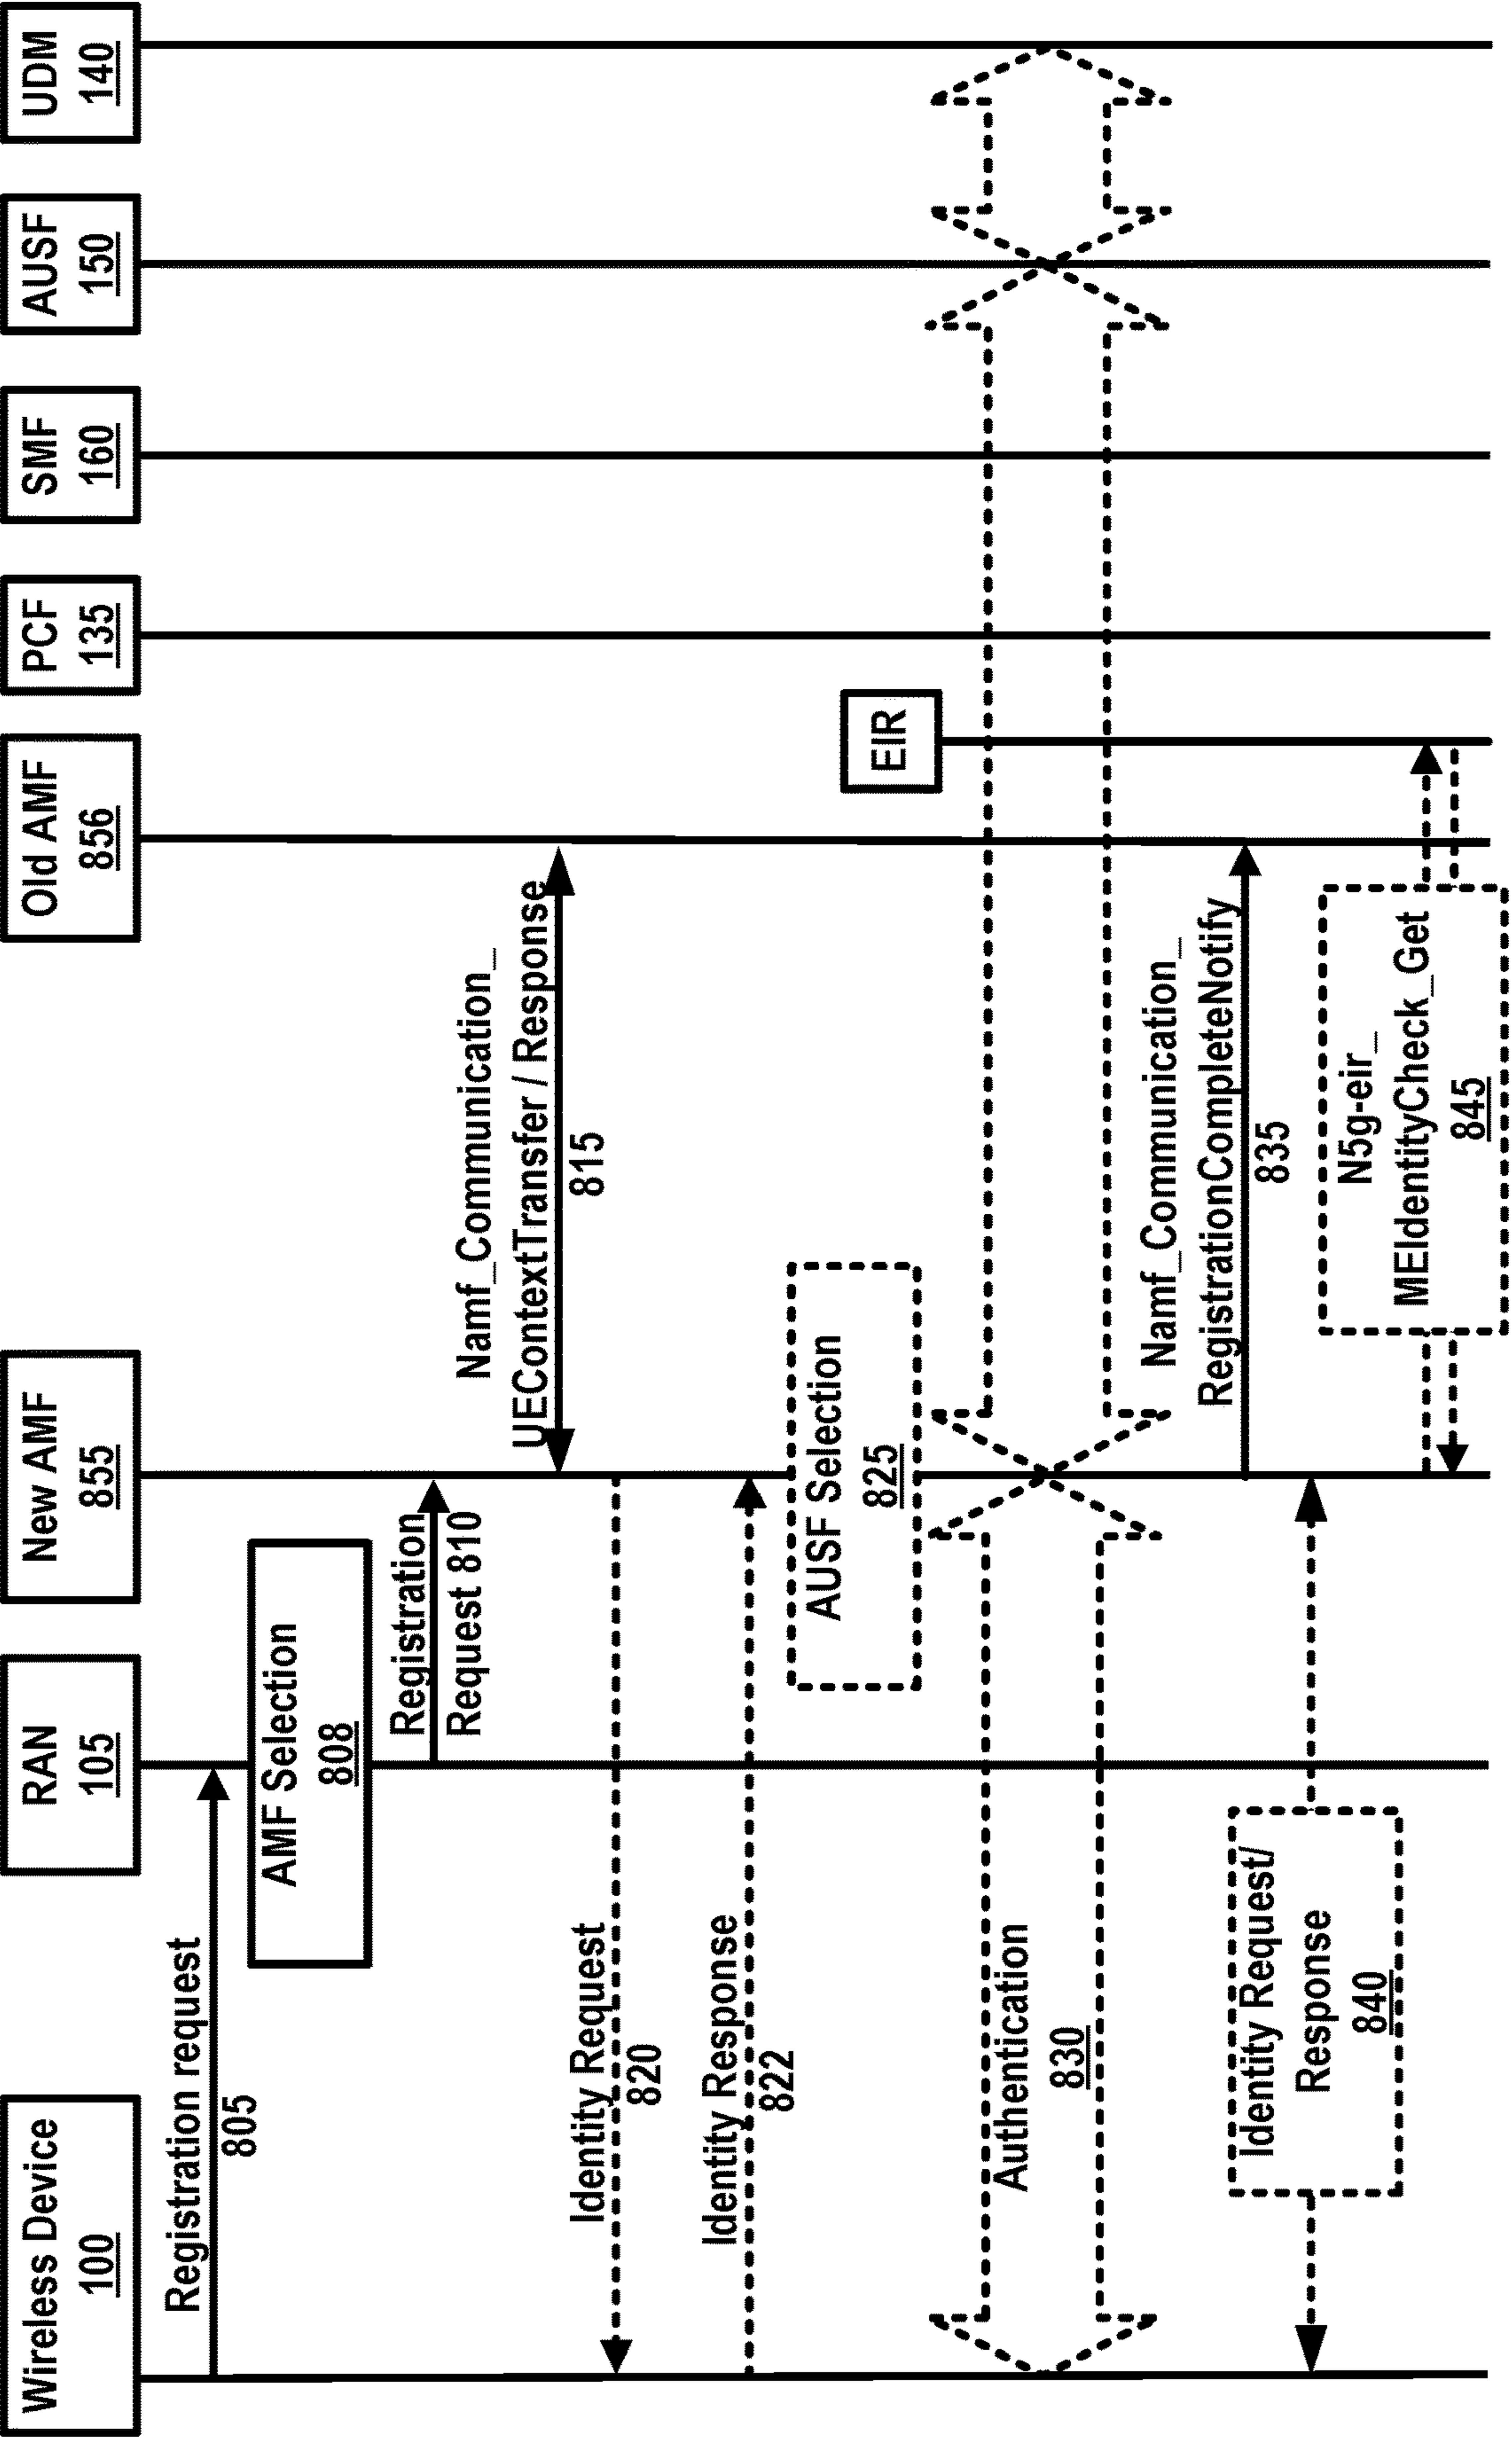 Wireless Device
100
RAN
105
New AMF
855
Old AMF
856
PCF
135
SMF
160
AUSF
150
UDM
140
Registration request
805
AMF Selection
808
Registration
Request 810
Namf_Communication_
UEContextTransfer / Response
815
Identity Request
820
Identity Response
822
AUSF Selection
825
EIR
Authentication
830
Namf_Communication_
RegistrationCompleteNotify
835
Identity Request/
Response
840
N5g-eir_
MEIdentityCheck_Get
845